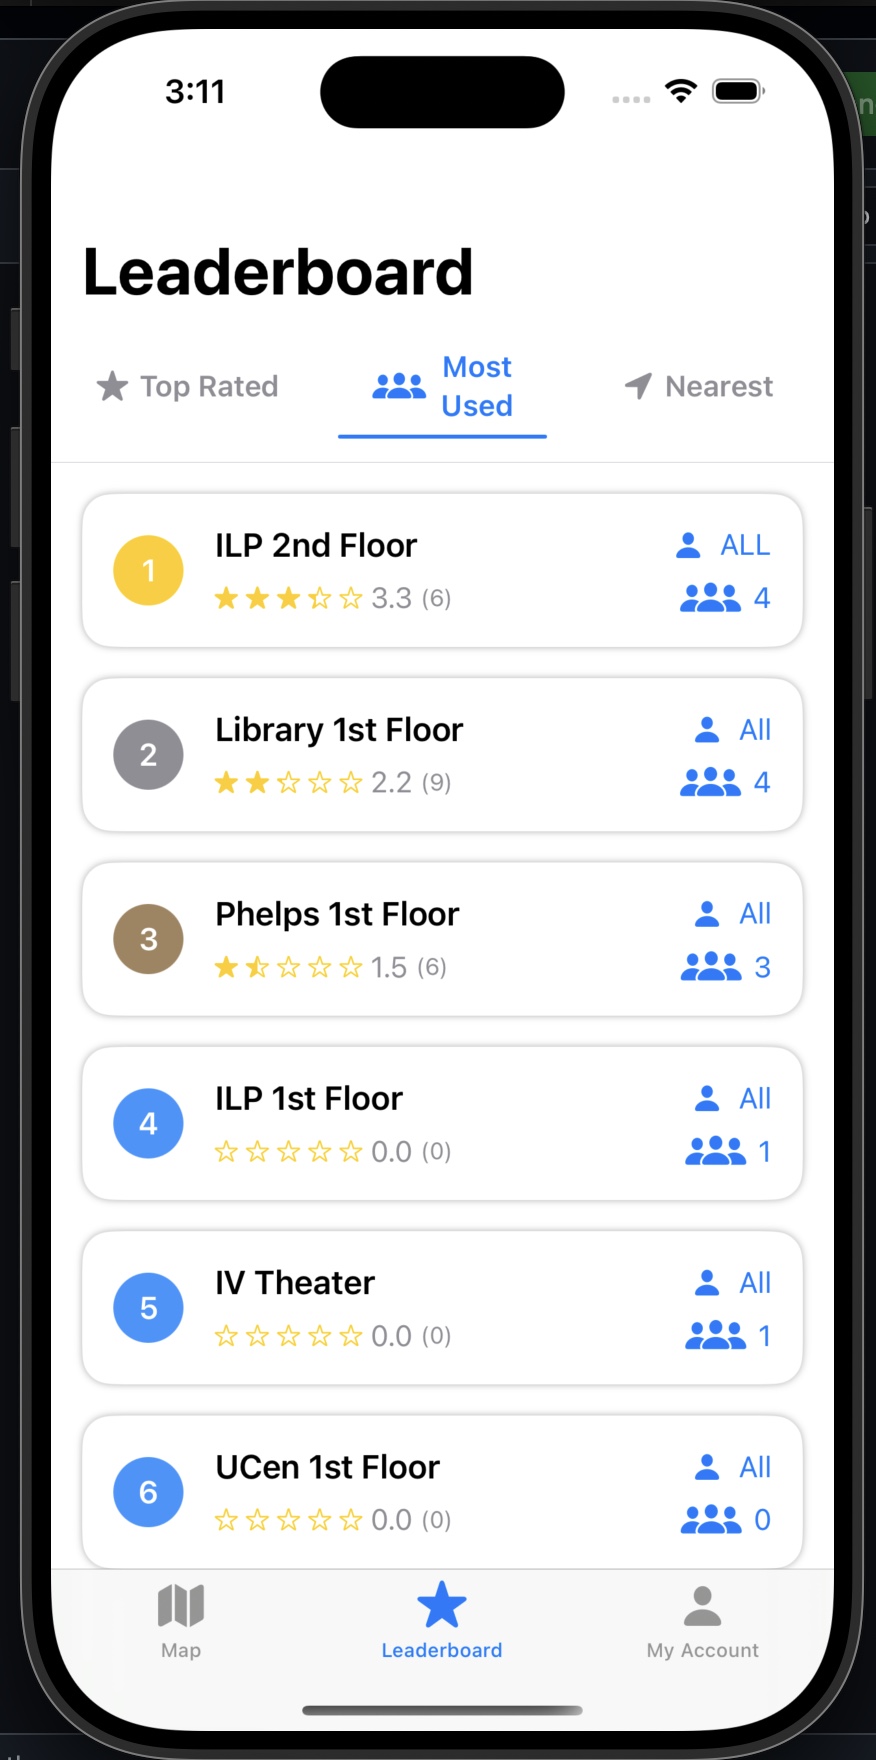 3:11
Leaderboard
Top Rated
Most
Used
Nearest
1
ILP 2nd Floor
ALL
3.3 (6)
4
2
Library 1st Floor
All
2.2 (9)
4
3
Phelps 1st Floor
All
1.5 (6)
3
4
ILP 1st Floor
All
0.0 (0)
1
5
IV Theater
All
0.0 (0)
1
6
UCen 1st Floor
All
0.0 (0)
0
Map
Leaderboard
My Account